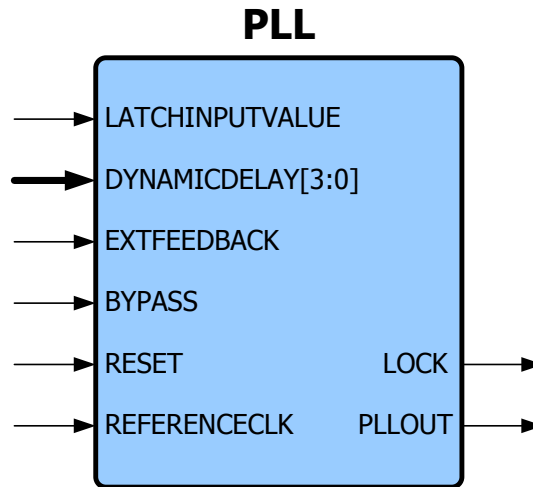 PLL
LATCHINPUTVALUE
DYNAMICDELAY[3:0]
EXTFEEDBACK
BYPASS
RESET LOCK
REFERENCECLK PLLOUT